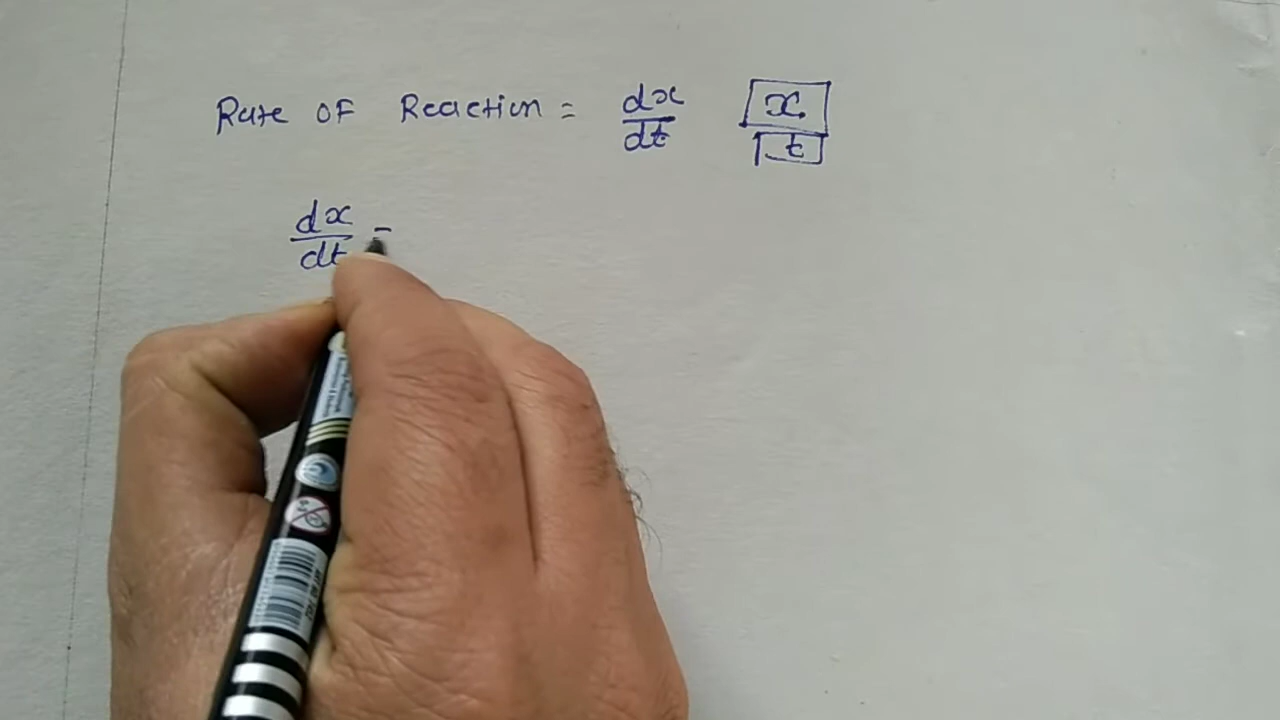 Rate OF Reaction = dx/dt x/t
dx/dt =